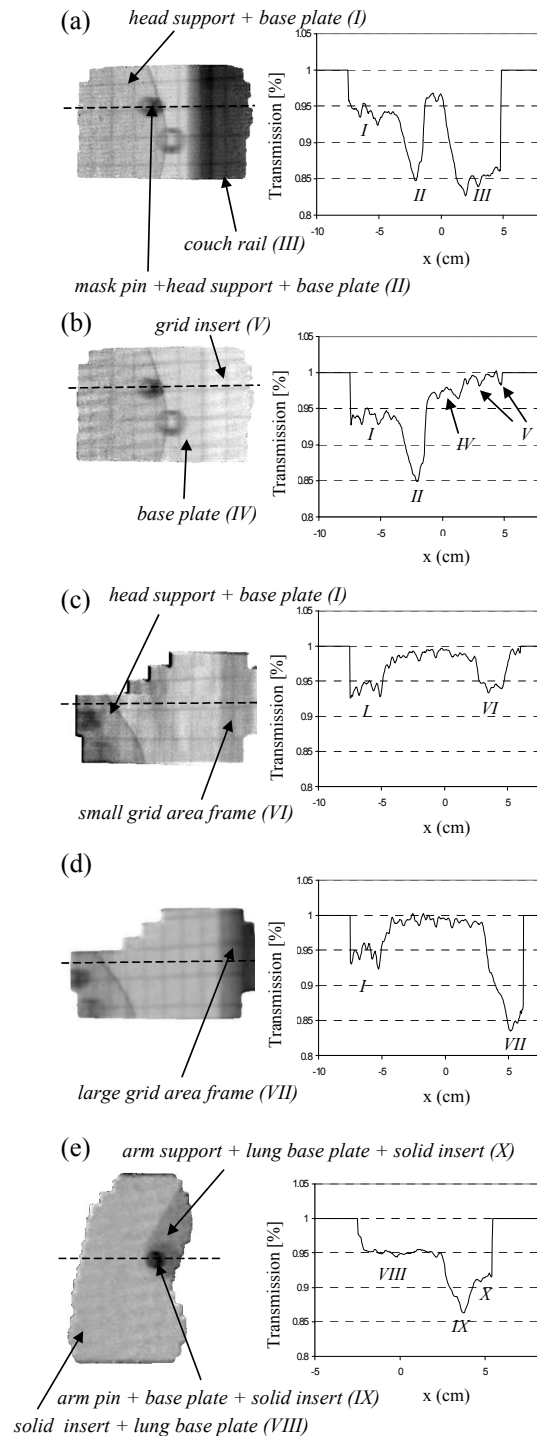 (a)
head support + base plate (I)
couch rail (III)
mask pin +head support + base plate (II)
Transmission [%]
1.05
1
0.95
0.9
0.85
0.8
I
II
III
-10
-5
0
5
x (cm)
(b)
grid insert (V)
base plate (IV)
Transmission [%]
1.05
1
0.95
0.9
0.85
0.8
I
II
IV
V
-10
-5
0
5
x (cm)
(c)
head support + base plate (I)
small grid area frame (VI)
Transmission [%]
1.05
1
0.95
0.9
0.85
0.8
I
VI
-10
-5
0
5
x (cm)
(d)
large grid area frame (VII)
Transmission [%]
1.05
1
0.95
0.9
0.85
0.8
I
VII
-10
-5
0
5
x (cm)
(e)
arm support + lung base plate + solid insert (X)
arm pin + base plate + solid insert (IX)
solid insert + lung base plate (VIII)
Transmission [%]
1.05
1
0.95
0.9
0.85
0.8
VIII
IX
X
-5
0
5
x (cm)